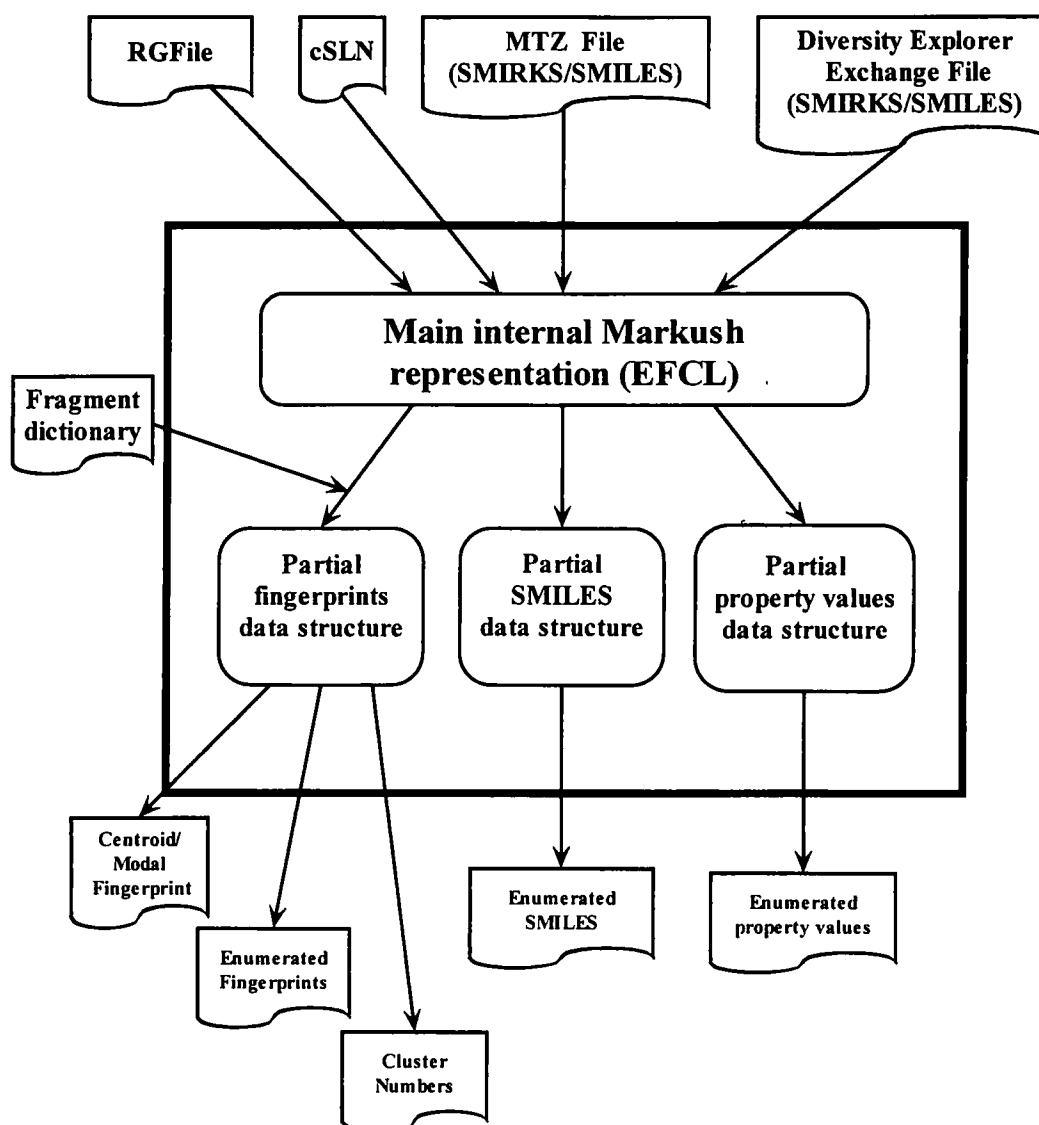 RGFile
cSLN
MTZ File
(SMIRKS/SMILES)
Diversity Explorer
Exchange File
(SMIRKS/SMILES)
Main internal Markush
representation (EFCL)
Fragment
dictionary
Partial
fingerprints
data structure
Partial
SMILES
data structure
Partial
property values
data structure
Centroid/
Modal
Fingerprint
Enumerated
Fingerprints
Cluster
Numbers
Enumerated
SMILES
Enumerated
property values